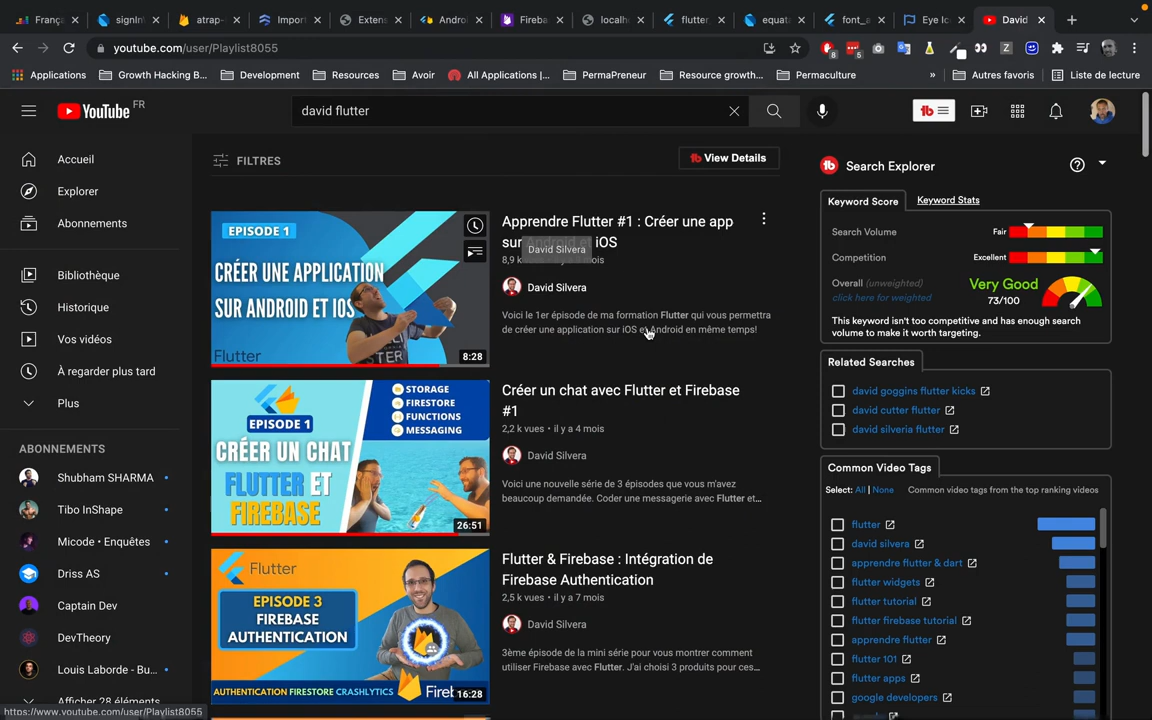 França
signIn
atrap-
Import
Extens
Andro
Fireba
localh
flutter
equata
font_a
Eye Ic
David
youtube.com/user/Playlist8055
8
5
Applications
Growth Hacking B...
Development
Resources
Avoir
All Applications |...
PermaPreneur
Resource growth...
Permaculture
»
Autres favoris
Liste de lecture
YouTube FR
david flutter
Accueil
Explorer
Abonnements
Bibliothèque
Historique
Vos vidéos
À regarder plus tard
Plus
ABONNEMENTS
Shubham SHARMA
Tibo InShape
Micode • Enquêtes
Driss AS
Captain Dev
DevTheory
Louis Laborde - Bu...
Afficher 28 éléments
https://www.youtube.com/user/Playlist8055
FILTRES
View Details
EPISODE 1
CRÉER UNE APPLICATION
SUR ANDROID ET IOS
Flutter
8:28
Apprendre Flutter #1 : Créer une app
sur Android et iOS
David Silvera
David Silvera
Voici le 1er épisode de ma formation Flutter qui vous permettra
de créer une application sur iOS et Android en même temps!
EPISODE 1
CRÉER UN CHAT
FLUTTER ET
FIREBASE
STORAGE
FIRESTORE
FUNCTIONS
MESSAGING
26:51
Créer un chat avec Flutter et Firebase
#1
2,2 k vues • il y a 4 mois
David Silvera
Voici une nouvelle série de 3 épisodes que vous m'avez
beaucoup demandée. Coder une messagerie avec Flutter et...
Flutter
EPISODE 3
FIREBASE
AUTHENTICATION
AUTHENTICATION FIRESTORE CRASHLYTICS
16:28
Flutter & Firebase : Intégration de
Firebase Authentication
2,5 k vues • il y a 7 mois
David Silvera
3ème épisode de la mini série pour vous montrer comment
utiliser Firebase avec Flutter. J'ai choisi 3 produits pour ces...
Search Explorer
Keyword Score
Keyword Stats
Search Volume
Fair
Competition
Excellent
Overall (unweighted)
click here for weighted
Very Good
73/100
This keyword isn't too competitive and has enough search
volume to make it worth targeting.
Related Searches
david goggins flutter kicks
david cutter flutter
david silveria flutter
Common Video Tags
Select: All | None
Common video tags from the top ranking videos
flutter
david silvera
apprendre flutter & dart
flutter widgets
flutter tutorial
flutter firebase tutorial
apprendre flutter
flutter 101
flutter apps
google developers